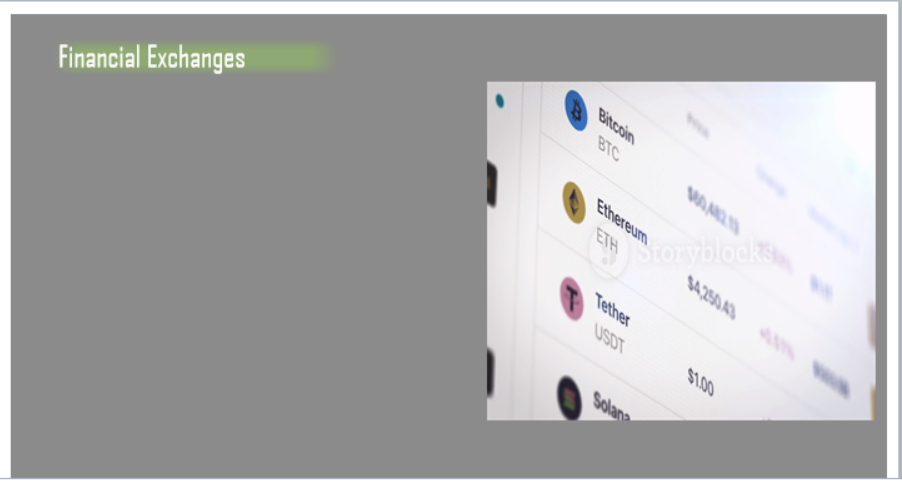 Financial Exchanges
Bitcoin
BTC
Price
$60,482.13
Ethereum
ETH
Storyblocks
$4,250.43
Tether
USDT
$1.00
Solana